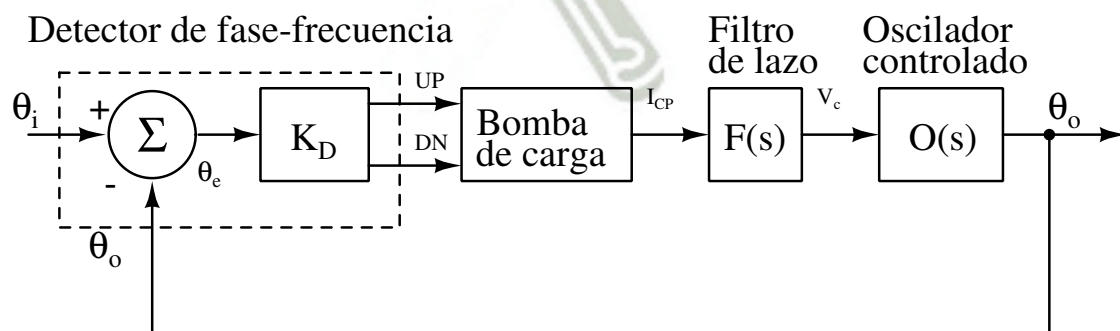 Detector de fase-frecuencia
Filtro
de lazo
Oscilador
controlado
θi
+
-
Σ
θe
θo
KD
UP
DN
Bomba
de carga
ICP
F(s)
Vc
O(s)
θo